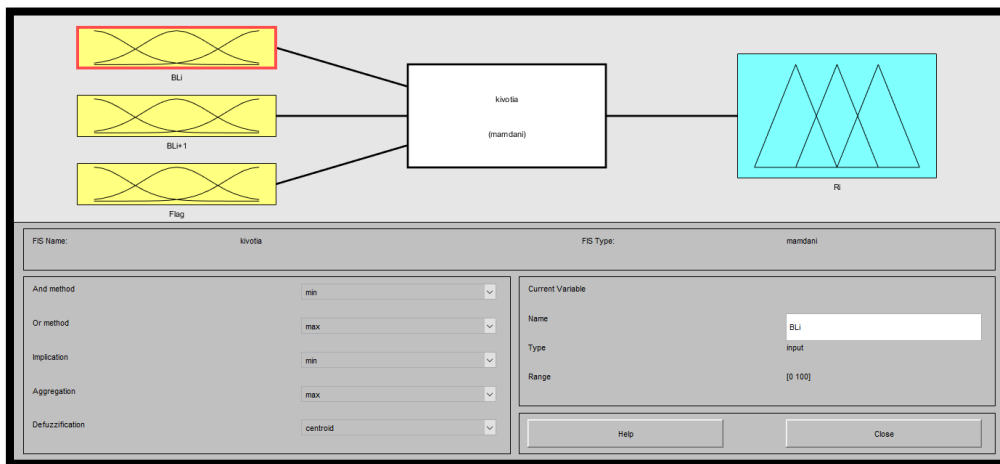 BLi
kivotia
(mamdani)
BLi+1
Ri
Flag
FIS Name: kivotia FIS Type: mamdani
And method min
Or method max
Implication min
Aggregation max
Defuzzification centroid
Current Variable
Name BLi
Type input
Range [0 100]
Help Close